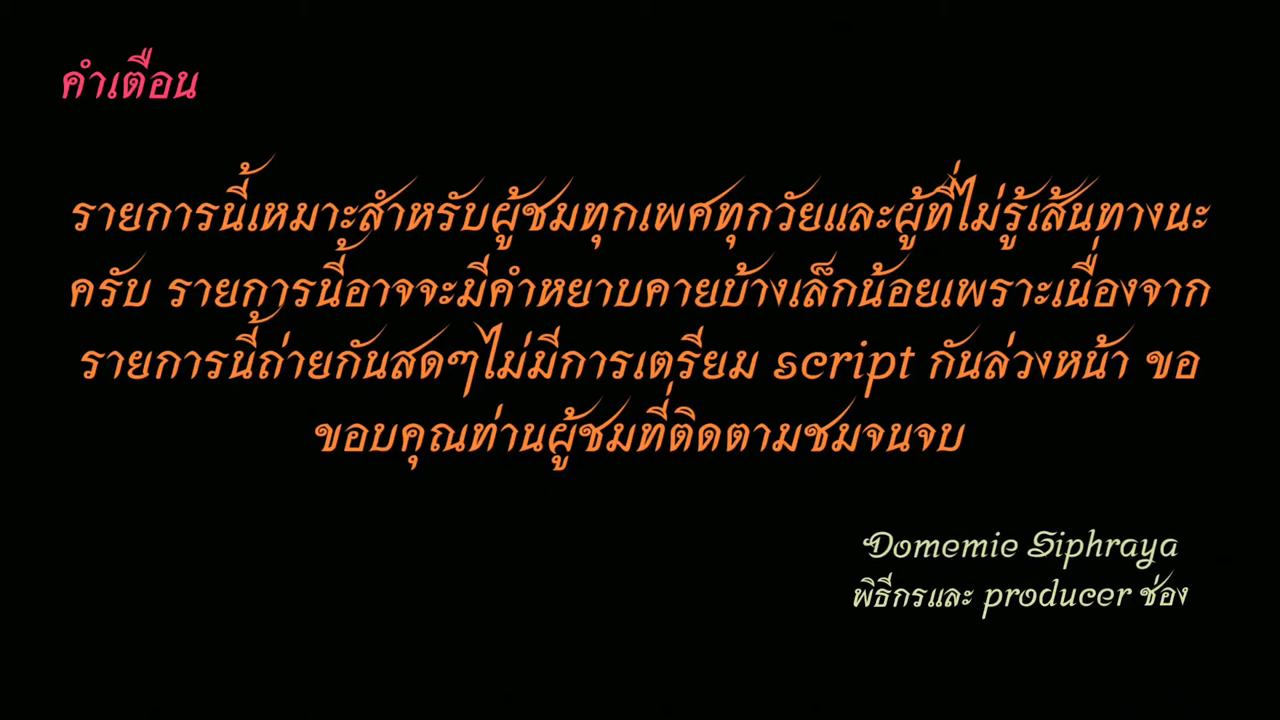 คำเตือน
รายการนี้เหมาะสำหรับผู้ชมทุกเพศทุกวัยและผู้ที่ไม่รู้เส้นทางนะ
ครับ รายการนี้อาจจะมีคำหยาบคายบ้างเล็กน้อยเพราะเนื่องจาก
รายการนี้ถ่ายกันสดๆไม่มีการเตรียม script กันล่วงหน้า ขอ
ขอบคุณท่านผู้ชมที่ติดตามชมจนจบ
Domemie Siphraya
พิธีกรและ producer ช่อง